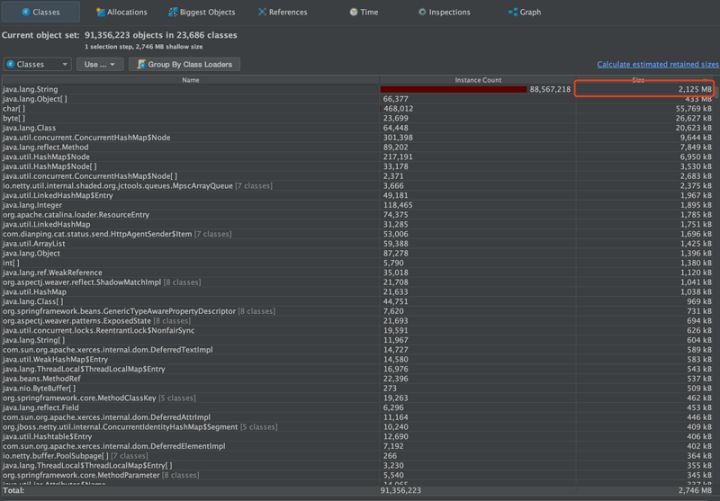 Classes Allocations Biggest Objects References Time Inspections Graph
Current object set: 91,356,223 objects in 23,686 classes
1 selection step, 2,746 MB shallow size
Classes Use ... Group By Class Loaders Calculate estimated retained sizes
Name Instance Count Size
java.lang.String 88,567,218 2,125 MB
java.lang.Object[] 66,377 433 MB
char[] 468,012 55,769 kB
byte[] 23,699 26,627 kB
java.lang.Class 64,448 20,623 kB
java.util.concurrent.ConcurrentHashMap$Node 301,398 9,644 kB
java.lang.reflect.Method 89,202 7,849 kB
java.util.HashMap$Node 217,191 6,950 kB
java.util.HashMap$Node[] 33,178 3,530 kB
java.util.concurrent.ConcurrentHashMap$Node[] 2,371 2,683 kB
io.netty.util.internal.shaded.org.jctools.queues.MpscArrayQueue [7 classes] 3,666 2,375 kB
java.util.LinkedHashMap$Entry 49,181 1,967 kB
java.lang.Integer 118,465 1,895 kB
org.apache.catalina.loader.ResourceEntry 74,375 1,785 kB
java.util.LinkedHashMap 31,285 1,751 kB
com.dianping.cat.status.send.HttpAgentSender$Item [7 classes] 53,006 1,696 kB
java.util.ArrayList 59,388 1,425 kB
java.lang.Object 87,278 1,396 kB
int[] 5,790 1,380 kB
java.lang.ref.WeakReference 35,018 1,120 kB
org.aspectj.weaver.reflect.ShadowMatchImpl [8 classes] 21,708 1,041 kB
java.util.HashMap 21,633 1,038 kB
java.lang.Class[] 44,751 969 kB
org.springframework.beans.GenericTypeAwarePropertyDescriptor [8 classes] 7,620 731 kB
org.aspectj.weaver.patterns.ExposedState [8 classes] 21,693 694 kB
java.util.concurrent.locks.ReentrantLock$NonfairSync 19,591 626 kB
java.lang.String[] 11,967 604 kB
com.sun.org.apache.xerces.internal.dom.DeferredTextImpl 14,727 589 kB
java.util.WeakHashMap$Entry 14,580 583 kB
java.lang.ThreadLocal$ThreadLocalMap$Entry 16,976 543 kB
java.beans.MethodRef 22,396 537 kB
java.nio.ByteBuffer[] 273 509 kB
org.springframework.core.MethodClassKey [5 classes] 19,263 462 kB
java.lang.reflect.Field 6,296 453 kB
com.sun.org.apache.xerces.internal.dom.DeferredAttrImpl 11,164 446 kB
org.jboss.netty.util.internal.ConcurrentIdentityHashMap$Segment [5 classes] 10,240 409 kB
java.util.Hashtable$Entry 12,690 406 kB
com.sun.org.apache.xerces.internal.dom.DeferredElementImpl 7,192 402 kB
io.netty.buffer.PoolSubpage[] [7 classes] 266 364 kB
java.lang.ThreadLocal$ThreadLocalMap$Entry[] 3,230 355 kB
org.springframework.core.MethodParameter [8 classes] 5,540 345 kB
Total: 91,356,223 2,746 MB